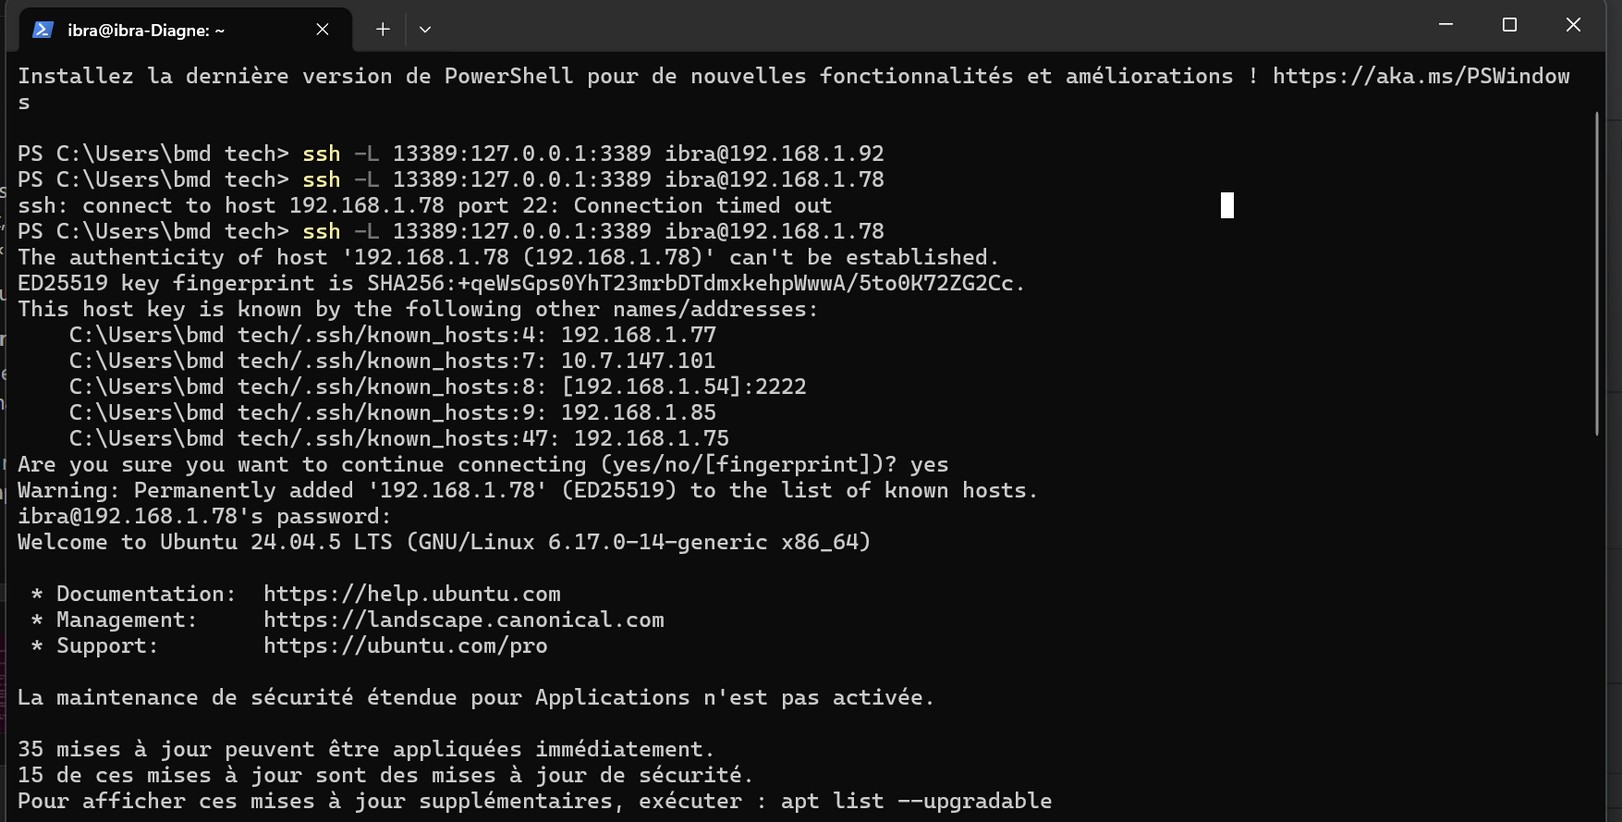 ibra@ibra-Diagne: ~
Installez la dernière version de PowerShell pour de nouvelles fonctionnalités et améliorations ! https://aka.ms/PSWindow
s
PS C:\Users\bmd tech> ssh -L 13389:127.0.0.1:3389 ibra@192.168.1.92
PS C:\Users\bmd tech> ssh -L 13389:127.0.0.1:3389 ibra@192.168.1.78
ssh: connect to host 192.168.1.78 port 22: Connection timed out
PS C:\Users\bmd tech> ssh -L 13389:127.0.0.1:3389 ibra@192.168.1.78
The authenticity of host '192.168.1.78 (192.168.1.78)' can't be established.
ED25519 key fingerprint is SHA256:+qeWsGps0YhT23mrbDTdmxkehpWwwA/5to0K72ZG2Cc.
This host key is known by the following other names/addresses:
    C:\Users\bmd tech/.ssh/known_hosts:4: 192.168.1.77
    C:\Users\bmd tech/.ssh/known_hosts:7: 10.7.147.101
    C:\Users\bmd tech/.ssh/known_hosts:8: [192.168.1.54]:2222
    C:\Users\bmd tech/.ssh/known_hosts:9: 192.168.1.85
    C:\Users\bmd tech/.ssh/known_hosts:47: 192.168.1.75
Are you sure you want to continue connecting (yes/no/[fingerprint])? yes
Warning: Permanently added '192.168.1.78' (ED25519) to the list of known hosts.
ibra@192.168.1.78's password:
Welcome to Ubuntu 24.04.5 LTS (GNU/Linux 6.17.0-14-generic x86_64)
 * Documentation:  https://help.ubuntu.com
 * Management:     https://landscape.canonical.com
 * Support:        https://ubuntu.com/pro
La maintenance de sécurité étendue pour Applications n'est pas activée.
35 mises à jour peuvent être appliquées immédiatement.
15 de ces mises à jour sont des mises à jour de sécurité.
Pour afficher ces mises à jour supplémentaires, exécuter : apt list --upgradable